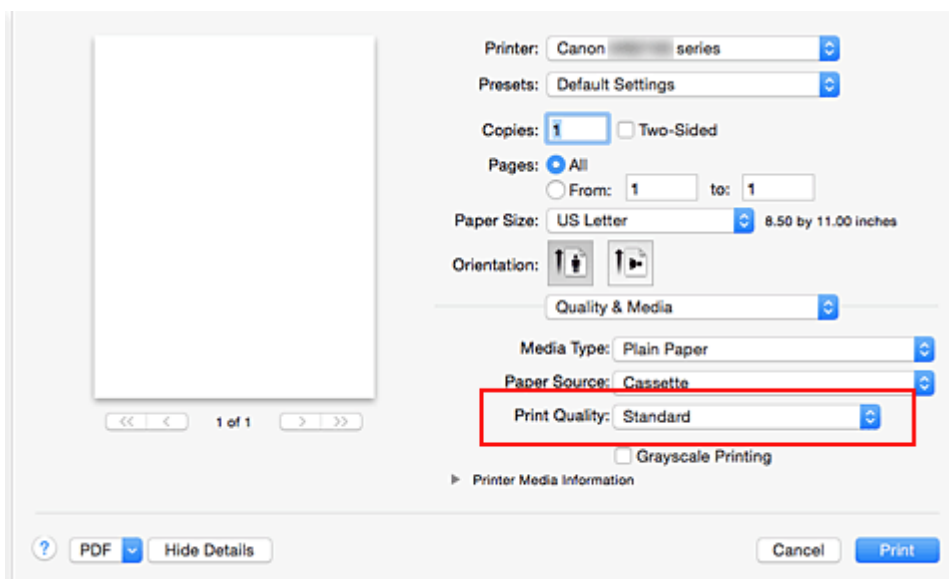 Printer: Canon series
Presets: Default Settings
Copies: 1 Two-Sided
Pages: All
From: 1 to: 1
Paper Size: US Letter 8.50 by 11.00 inches
Orientation:
Quality & Media
Media Type: Plain Paper
Paper Source: Cassette
Print Quality: Standard
Grayscale Printing
Printer Media Information
<< < 1 of 1 > >>
? PDF Hide Details Cancel Print